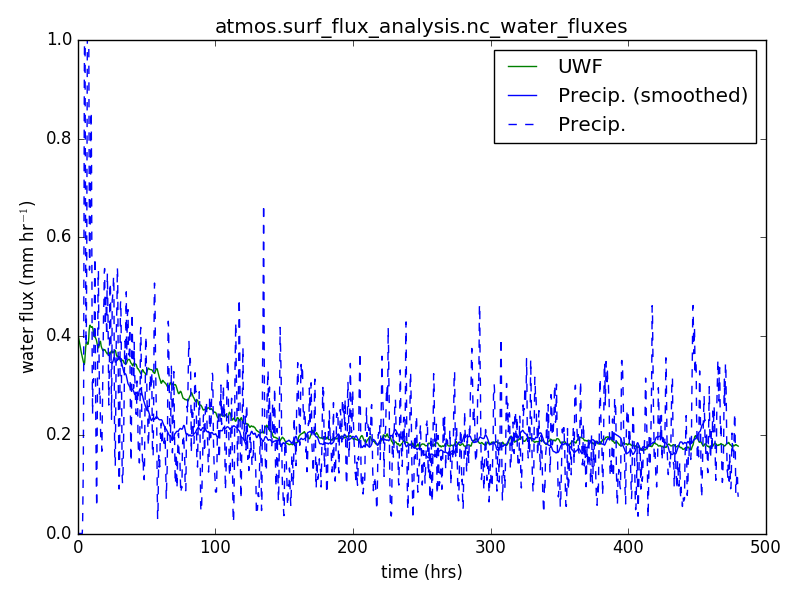 atmos.surf_flux_analysis.nc_water_fluxes
UWF
Precip. (smoothed)
Precip.
1.0
0.8
0.6
0.4
0.2
0.0
water flux (mm hr⁻¹)
0 100 200 300 400 500
time (hrs)